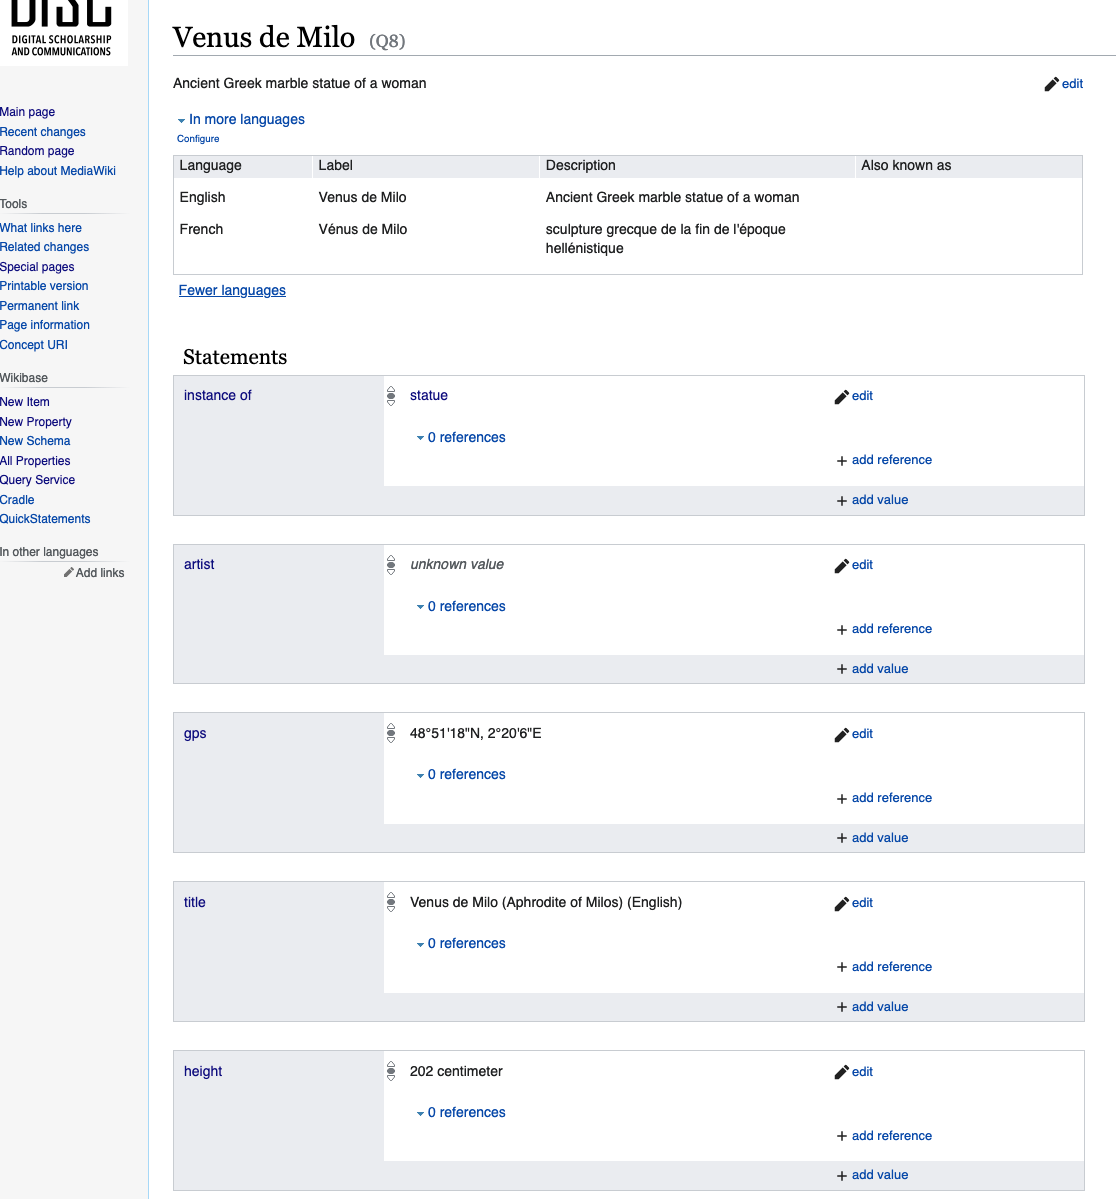 DISC
DIGITAL SCHOLARSHIP
AND COMMUNICATIONS
Main page
Recent changes
Random page
Help about MediaWiki
Tools
What links here
Related changes
Special pages
Printable version
Permanent link
Page information
Concept URI
Wikibase
New Item
New Property
New Schema
All Properties
Query Service
Cradle
QuickStatements
In other languages
Add links
Venus de Milo (Q8)
Ancient Greek marble statue of a woman edit
In more languages
Configure
Language Label Description Also known as
English Venus de Milo Ancient Greek marble statue of a woman
French Vénus de Milo sculpture grecque de la fin de l'époque
hellénistique
Fewer languages
Statements
instance of statue edit
0 references
+ add reference
+ add value
artist unknown value edit
0 references
+ add reference
+ add value
gps 48°51'18"N, 2°20'6"E edit
0 references
+ add reference
+ add value
title Venus de Milo (Aphrodite of Milos) (English) edit
0 references
+ add reference
+ add value
height 202 centimeter edit
0 references
+ add reference
+ add value